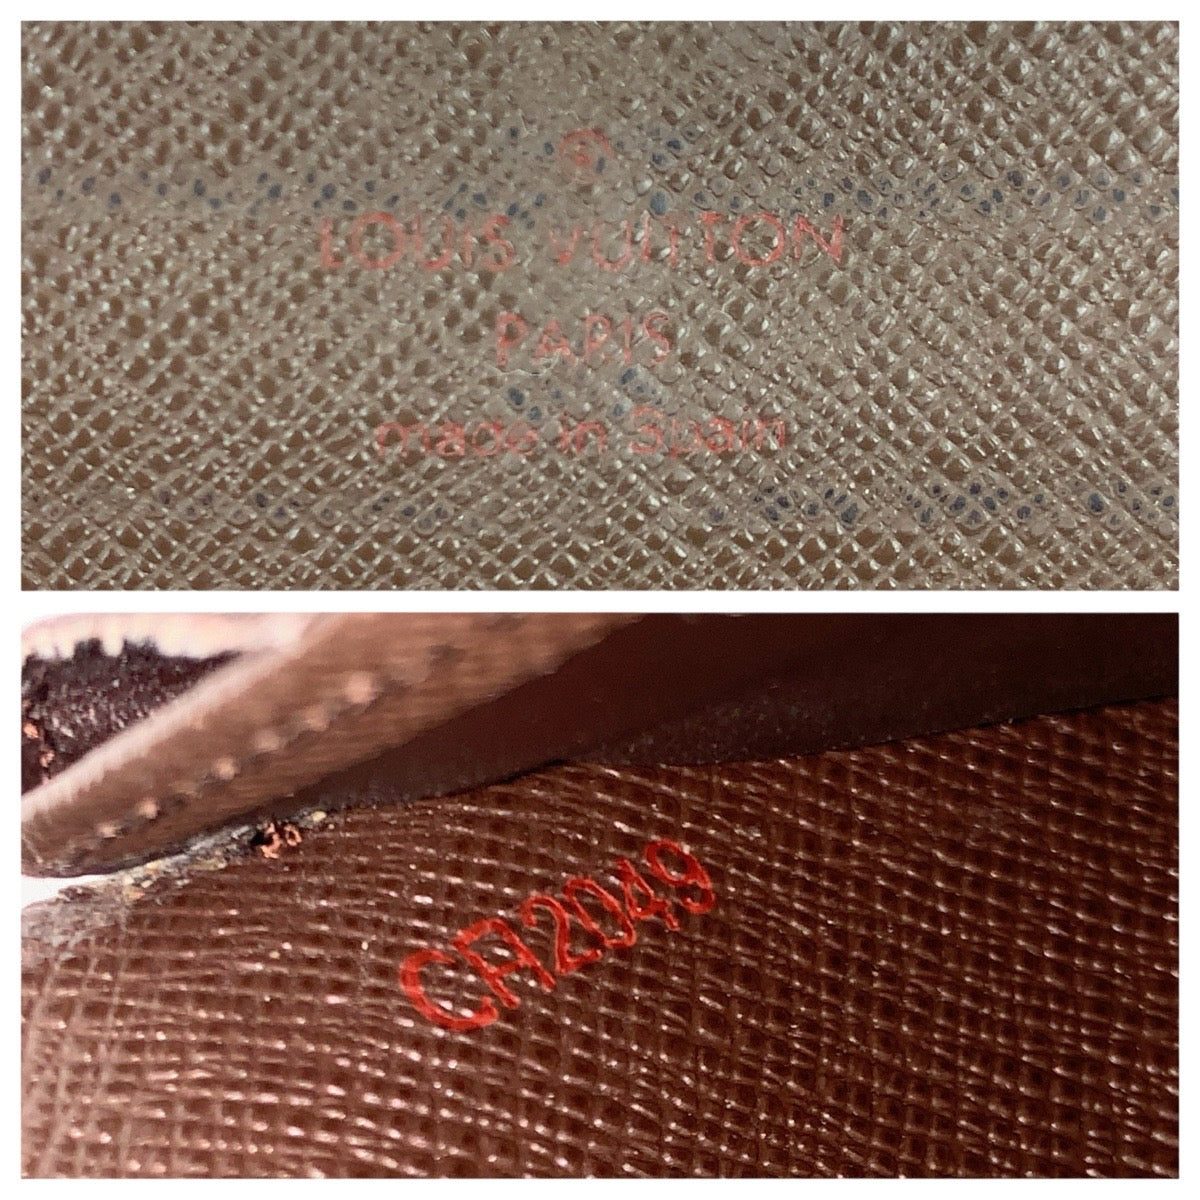 ®
LOUIS VUITTON
PARIS
made in Spain
CA2049